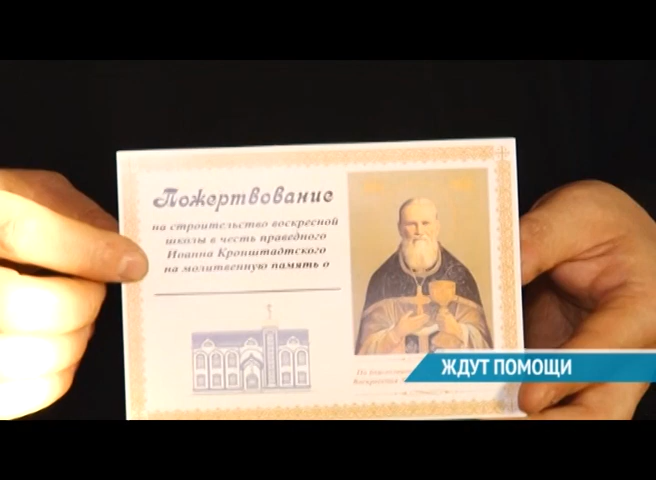 Пожертвование
на строительство воскресной
школы в честь праведного
Иоанна Кронштадтского
на молитвенную память о
ЖДУТ ПОМОЩИ